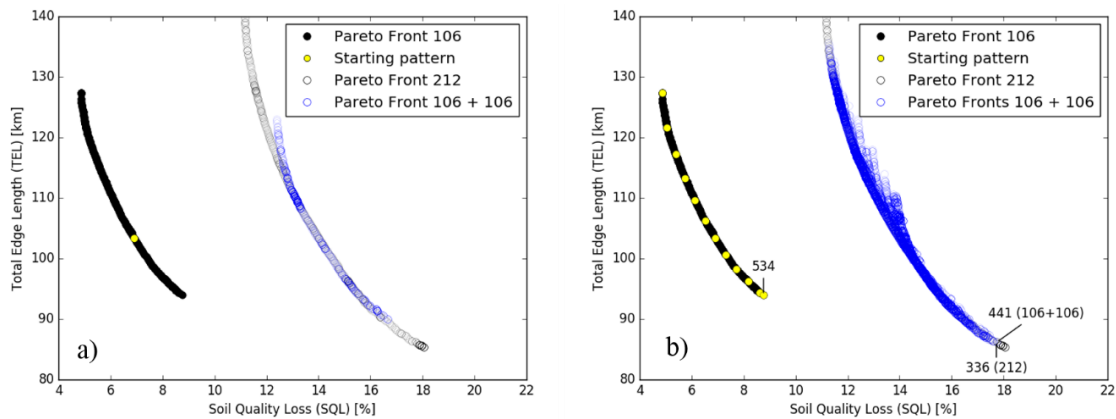 140
130
120
110
100
90
80
Total Edge Length (TEL) [km]
4 6 8 10 12 14 16 18 20 22
Soil Quality Loss (SQL) [%]
Pareto Front 106
Starting pattern
Pareto Front 212
Pareto Front 106 + 106
a)
140
130
120
110
100
90
80
Total Edge Length (TEL) [km]
4 6 8 10 12 14 16 18 20 22
Soil Quality Loss (SQL) [%]
Pareto Front 106
Starting pattern
Pareto Front 212
Pareto Fronts 106 + 106
534
441 (106+106)
336 (212)
b)